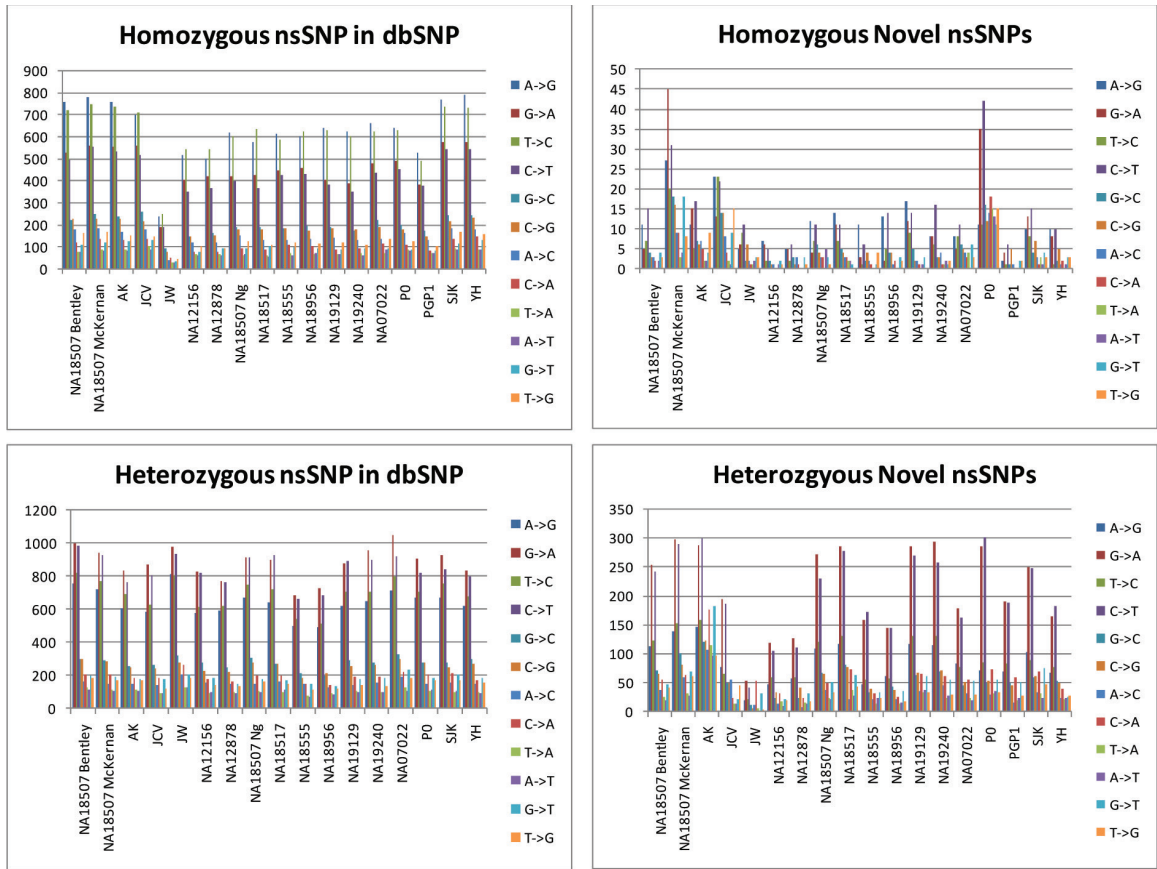 Homozygous nsSNP in dbSNP
900
800
700
600
500
400
300
200
100
0
NA18507 Bentley
NA18507 McKernan
AK
JCV
JW
NA12156
NA12878
NA18507 Ng
NA18517
NA18555
NA18956
NA19129
NA19240
NA07022
P0
PGP1
SJK
YH
A->G
G->A
T->C
C->T
G->C
C->G
A->C
C->A
T->A
A->T
G->T
T->G
Homozygous Novel nsSNPs
50
45
40
35
30
25
20
15
10
5
0
NA18507 Bentley
NA18507 McKernan
AK
JCV
JW
NA12156
NA12878
NA18507 Ng
NA18517
NA18555
NA18956
NA19129
NA19240
NA07022
P0
PGP1
SJK
YH
A->G
G->A
T->C
C->T
G->C
C->G
A->C
C->A
T->A
A->T
G->T
T->G
Heterozygous nsSNP in dbSNP
1200
1000
800
600
400
200
0
NA18507 Bentley
NA18507 McKernan
AK
JCV
JW
NA12156
NA12878
NA18507 Ng
NA18517
NA18555
NA18956
NA19129
NA19240
NA07022
P0
SJK
YH
A->G
G->A
T->C
C->T
G->C
C->G
A->C
C->A
T->A
A->T
G->T
T->G
Heterozgyous Novel nsSNPs
350
300
250
200
150
100
50
0
NA18507 Bentley
NA18507 McKernan
AK
JCV
JW
NA12156
NA12878
NA18507 Ng
NA18517
NA18555
NA18956
NA19129
NA19240
NA07022
P0
PGP1
SJK
YH
A->G
G->A
T->C
C->T
G->C
C->G
A->C
C->A
T->A
A->T
G->T
T->G